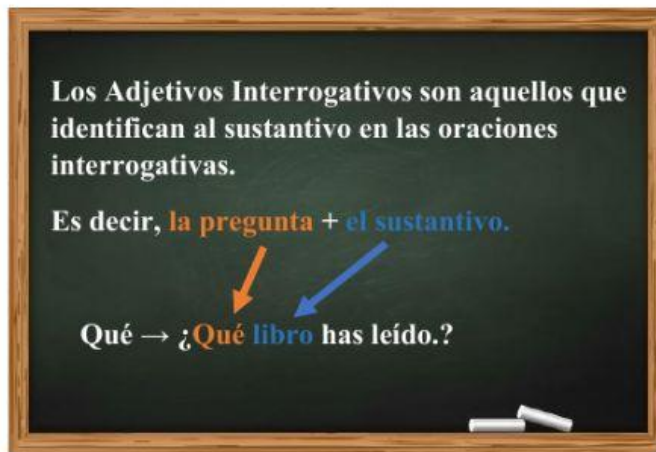 Los Adjetivos Interrogativos son aquellos que
identifican al sustantivo en las oraciones
interrogativas.
Es decir, la pregunta + el sustantivo.
Qué → ¿Qué libro has leído.?